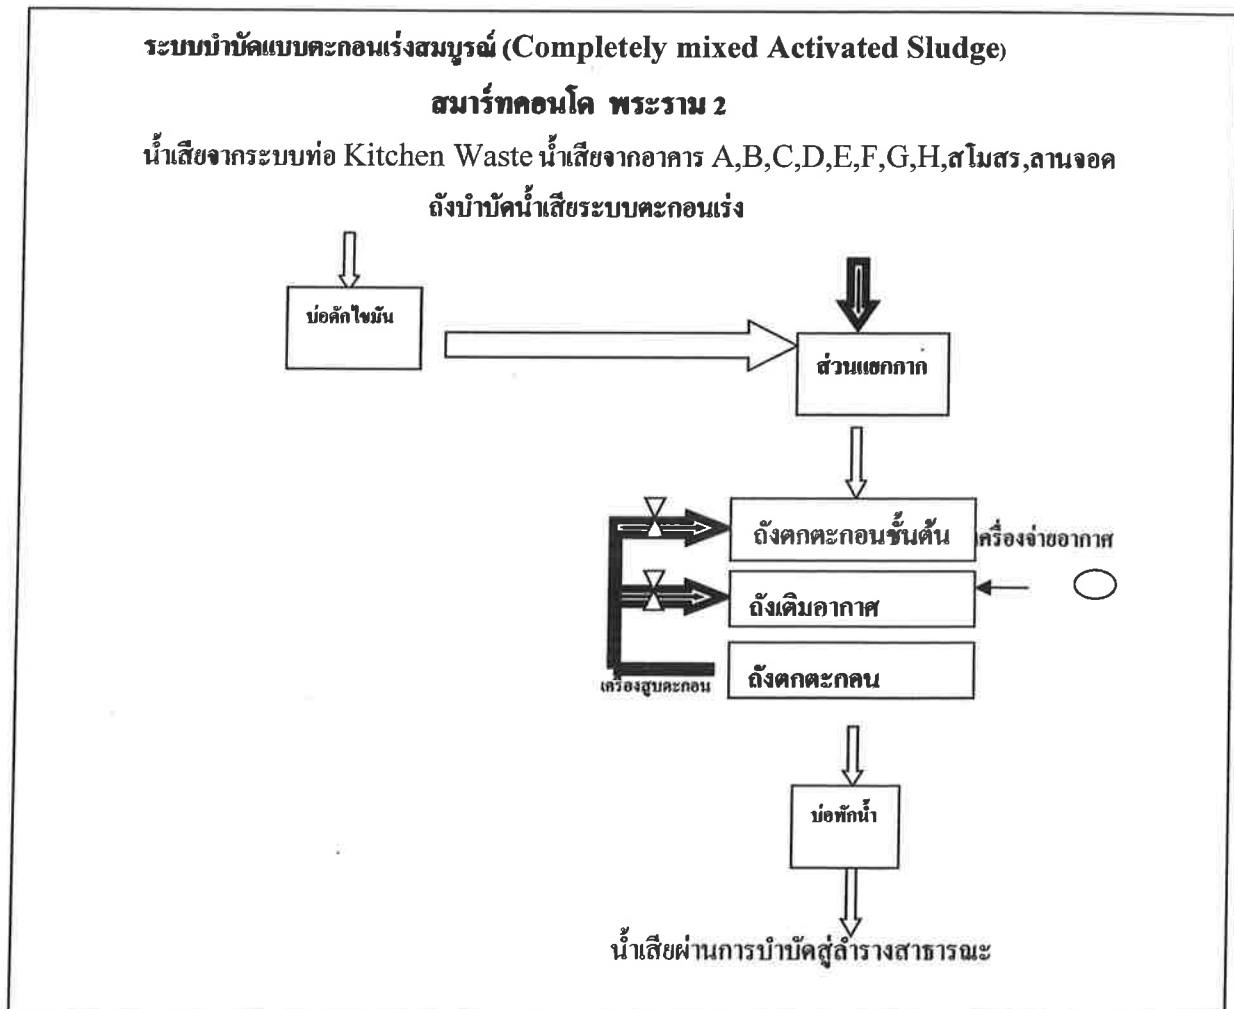 ระบบบำบัดแบบตะกอนเร่งสมบูรณ์ (Completely mixed Activated Sludge)
สมาร์ทคอนโด พระราม 2
น้ำเสียจากระบบท่อ Kitchen Waste น้ำเสียจากอาคาร A,B,C,D,E,F,G,H,สโมสร,ลานจอด
ถังบำบัดน้ำเสียระบบตะกอนเร่ง
บ่อดักไขมัน
ส่วนแยกกาก
ถังตกตะกอนชั้นต้น
เครื่องจ่ายอากาศ
ถังเติมอากาศ
ถังตกตะกคน
เครื่องสูบตะกอน
บ่อพักน้ำ
น้ำเสียผ่านการบำบัดสู่ลำรางสาธารณะ